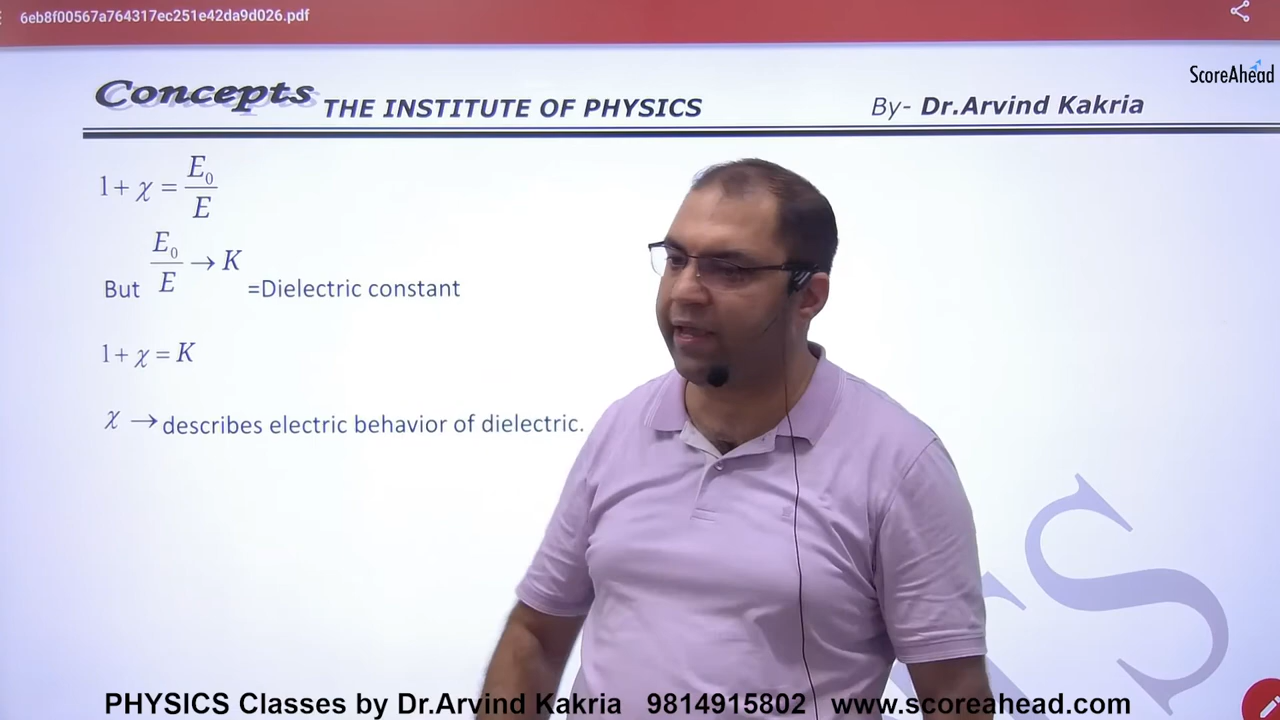 6eb8f00567a764317ec251e42da9d026.pdf
ScoreAhead
Concepts THE INSTITUTE OF PHYSICS By- Dr.Arvind Kakria
1 + χ = E₀/E
But E₀/E → K =Dielectric constant
1 + χ = K
χ → describes electric behavior of dielectric.
PHYSICS Classes by Dr.Arvind Kakria 9814915802 www.scoreahead.com